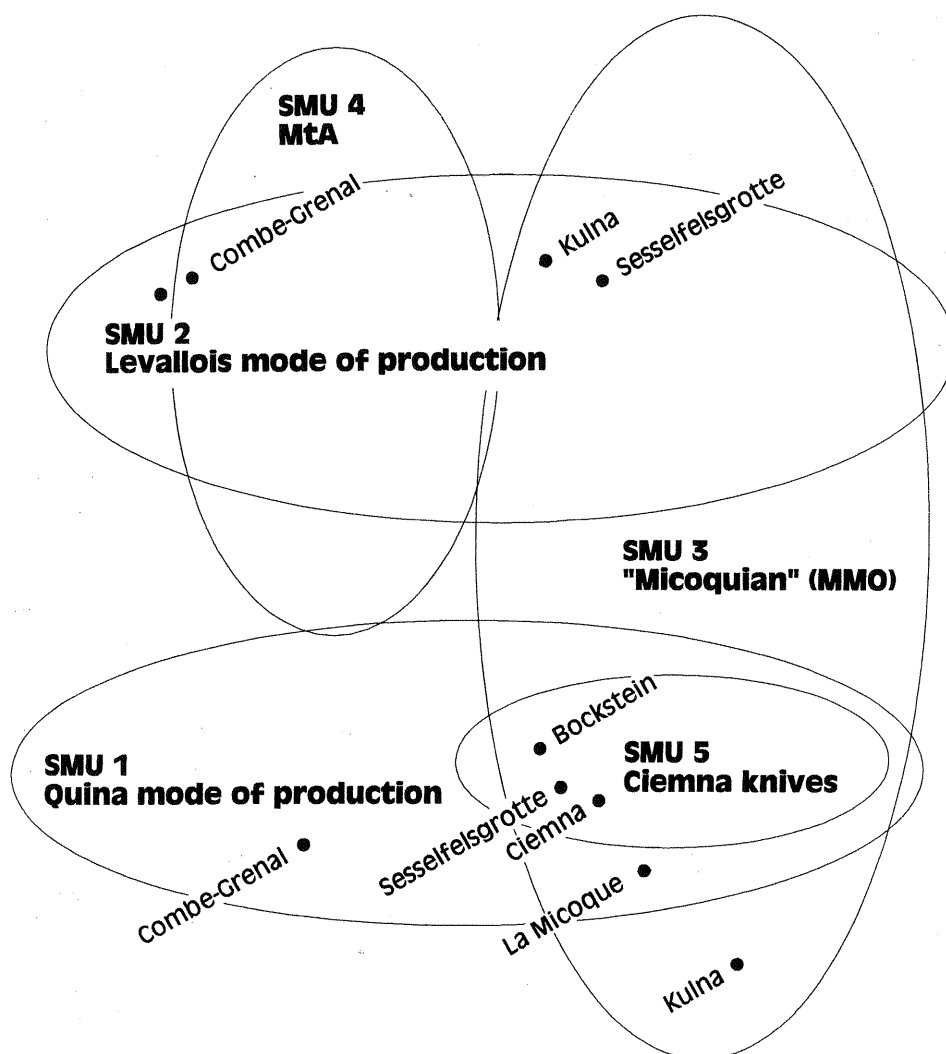 SMU 4
MtA
Combe-Grenal
Kulna
Sesselfelsgrotte
SMU 2
Levallois mode of production
SMU 3
"Micoquian" (MMO)
Bockstein
SMU 1
Quina mode of production
SMU 5
Ciemna knives
Sesselfelsgrotte
Ciemna
Combe-Grenal
La Micoque
Kulna